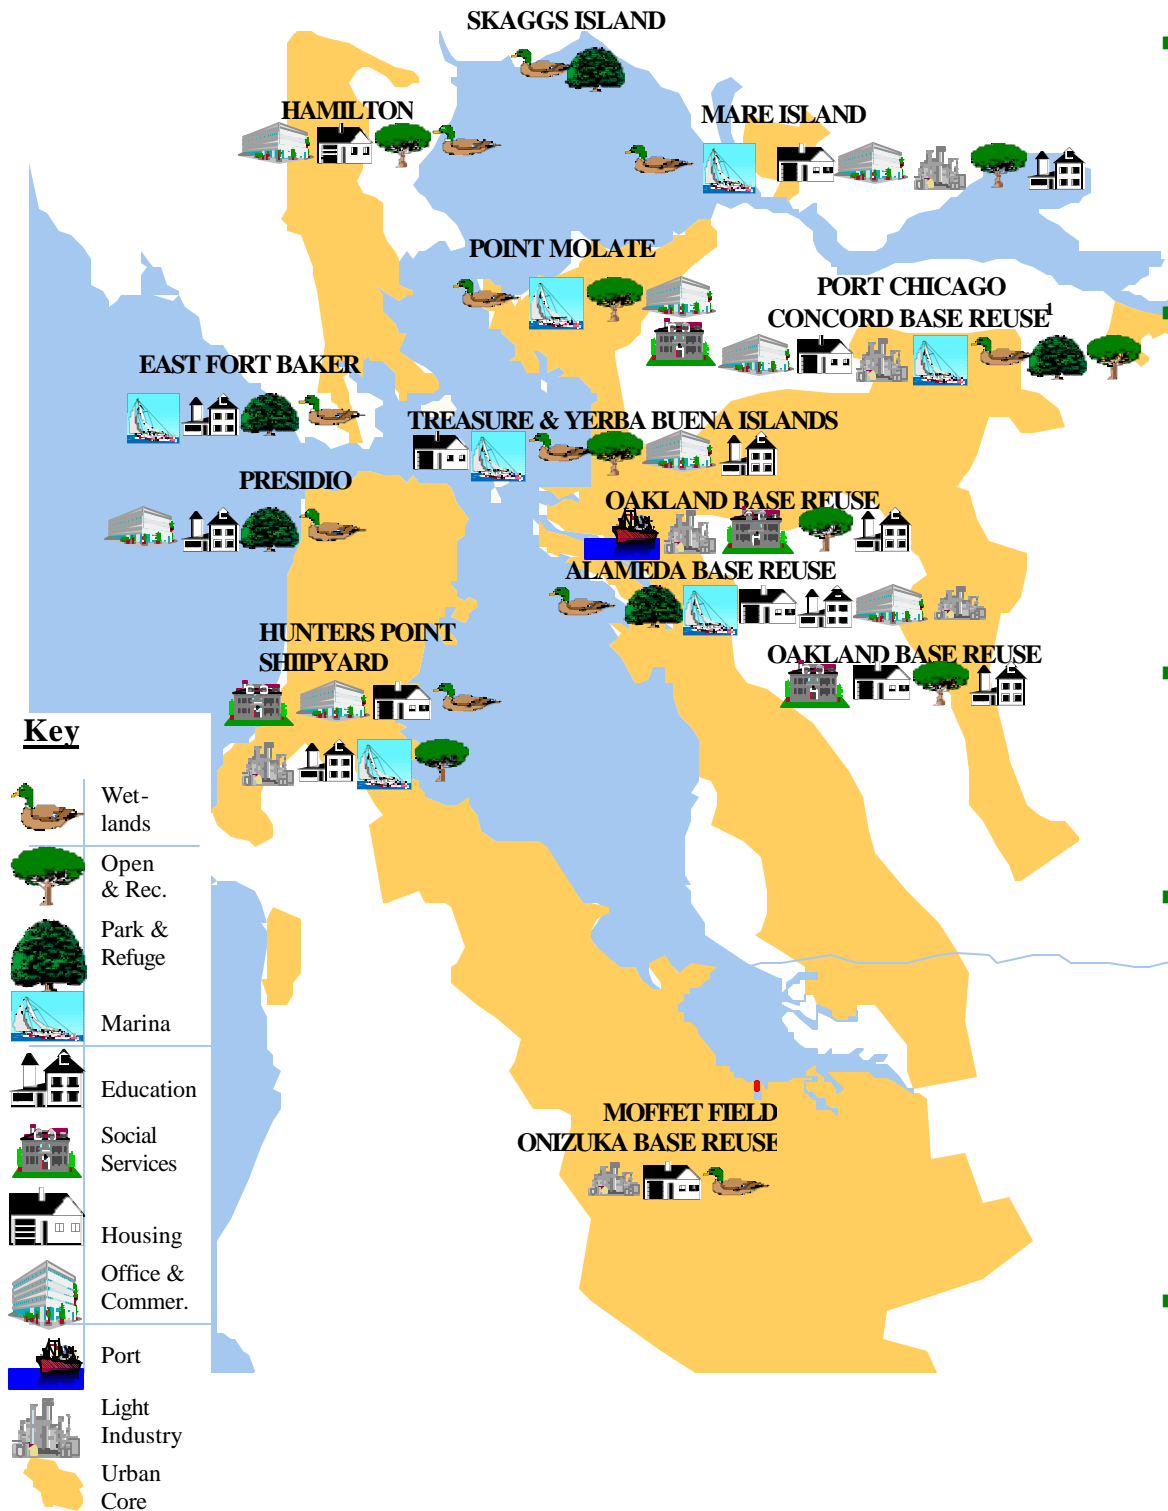 SKAGGS ISLAND
HAMILTON
MARE ISLAND
POINT MOLATE
PORT CHICAGO
CONCORD BASE REUSE1
EAST FORT BAKER
TREASURE & YERBA BUENA ISLANDS
PRESIDIO
OAKLAND BASE REUSE
ALAMEDA BASE REUSE
HUNTERS POINT
SHIIPYARD
OAKLAND BASE REUSE
Key
Wet-
lands
Open
& Rec.
Park &
Refuge
Marina
Education
Social
Services
Housing
Office &
Commer.
Port
Light
Industry
Urban
Core
MOFFET FIELD
ONIZUKA BASE REUSE